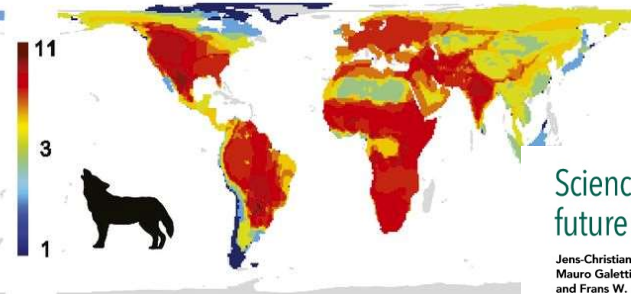 11
3
1
Scienc
future
Jens-Christian
Mauro Galetti
and Frans W.